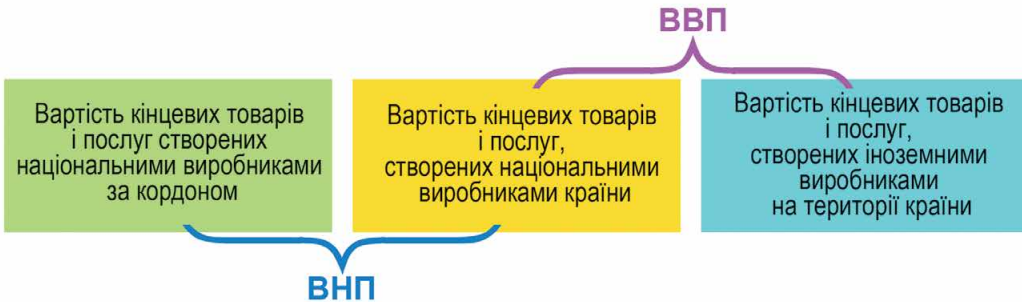 ВВП
Вартість кінцевих товарів
і послуг створених
національними виробниками
за кордоном
Вартість кінцевих товарів
і послуг,
створених національними
виробниками країни
Вартість кінцевих товарів
і послуг,
створених іноземними
виробниками
на території країни
ВНП